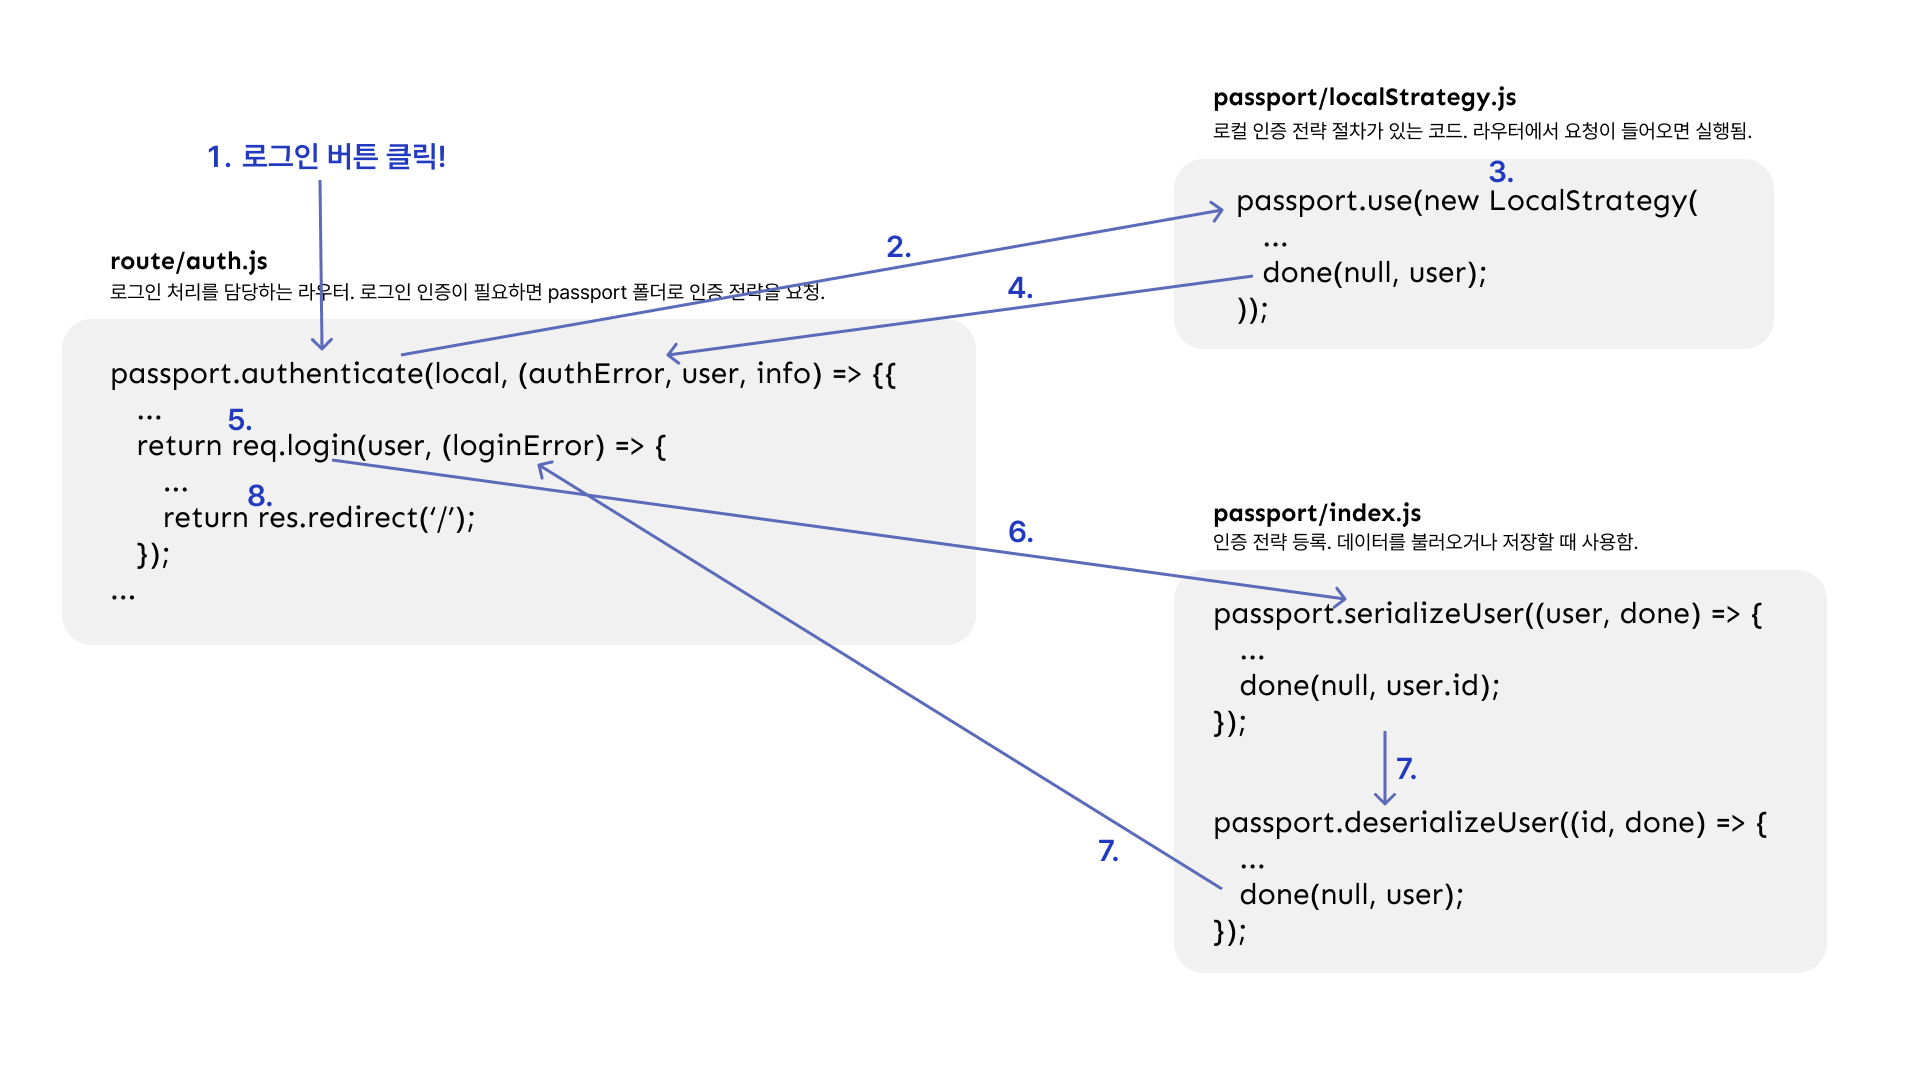 1. 로그인 버튼 클릭!
route/auth.js
로그인 처리를 담당하는 라우터. 로그인 인증이 필요하면 passport 폴더로 인증 전략을 요청.
passport.authenticate(local, (authError, user, info) => {{
...
5.
return req.login(user, (loginError) => {
...
8.
return res.redirect(‘/’);
});
...
2.
4.
passport/localStrategy.js
로컬 인증 전략 절차가 있는 코드. 라우터에서 요청이 들어오면 실행됨.
3.
passport.use(new LocalStrategy(
...
done(null, user);
));
6.
passport/index.js
인증 전략 등록. 데이터를 불러오거나 저장할 때 사용함.
passport.serializeUser((user, done) => {
...
done(null, user.id);
});
7.
passport.deserializeUser((id, done) => {
...
7.
done(null, user);
});